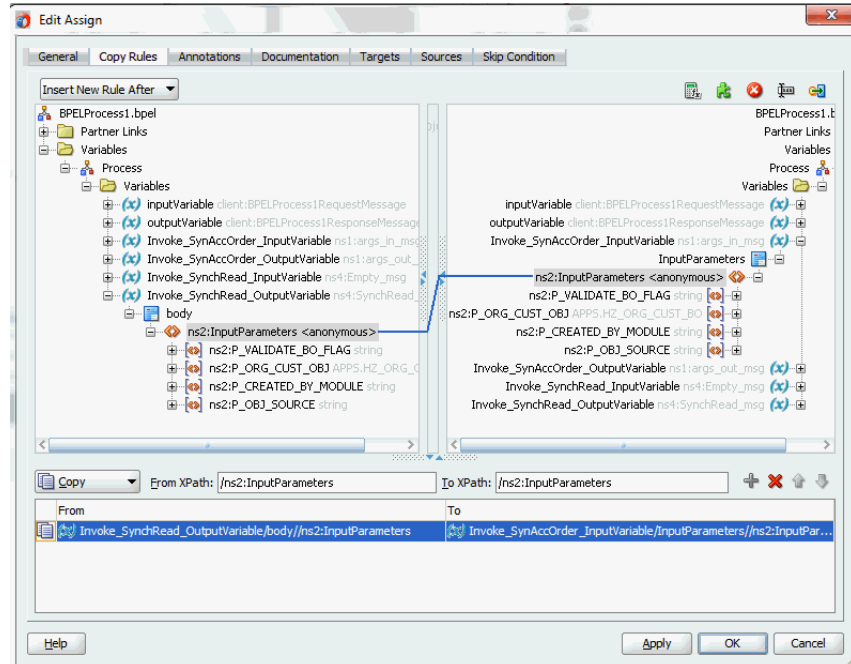 Edit Assign
General Copy Rules Annotations Documentation Targets Sources Skip Condition
Insert New Rule After
BPELProcess1.bpel
Partner Links
Variables
Process
Variables
inputVariable client:BPELProcess1RequestMessage
outputVariable client:BPELProcess1ResponseMessage
Invoke_SynAccOrder_InputVariable ns1:args_in_msg
Invoke_SynAccOrder_OutputVariable ns1:args_out_
Invoke_SynchRead_InputVariable ns4:Empty_msg
Invoke_SynchRead_OutputVariable ns4:SynchRead_
body
ns2:InputParameters <anonymous>
ns2:P_VALIDATE_BO_FLAG string
ns2:P_ORG_CUST_OBJ APPS.HZ_ORG_C
ns2:P_CREATED_BY_MODULE string
ns2:P_OBJ_SOURCE string
BPELProcess1.b
Partner Links
Variables
Process
Variables
inputVariable client:BPELProcess1RequestMessage
outputVariable client:BPELProcess1ResponseMessage
Invoke_SynAccOrder_InputVariable ns1:args_in_msg
InputParameters
ns2:InputParameters <anonymous>
ns2:P_VALIDATE_BO_FLAG string
ns2:P_ORG_CUST_OBJ APPS.HZ_ORG_CUST_BO
ns2:P_CREATED_BY_MODULE string
ns2:P_OBJ_SOURCE string
Invoke_SynAccOrder_OutputVariable ns1:args_out_msg
Invoke_SynchRead_InputVariable ns4:Empty_msg
Invoke_SynchRead_OutputVariable ns4:SynchRead_msg
Copy From XPath: /ns2:InputParameters To XPath: /ns2:InputParameters
From To
Invoke_SynchRead_OutputVariable/body//ns2:InputParameters Invoke_SynAccOrder_InputVariable/InputParameters//ns2:InputPar...
Help Apply OK Cancel